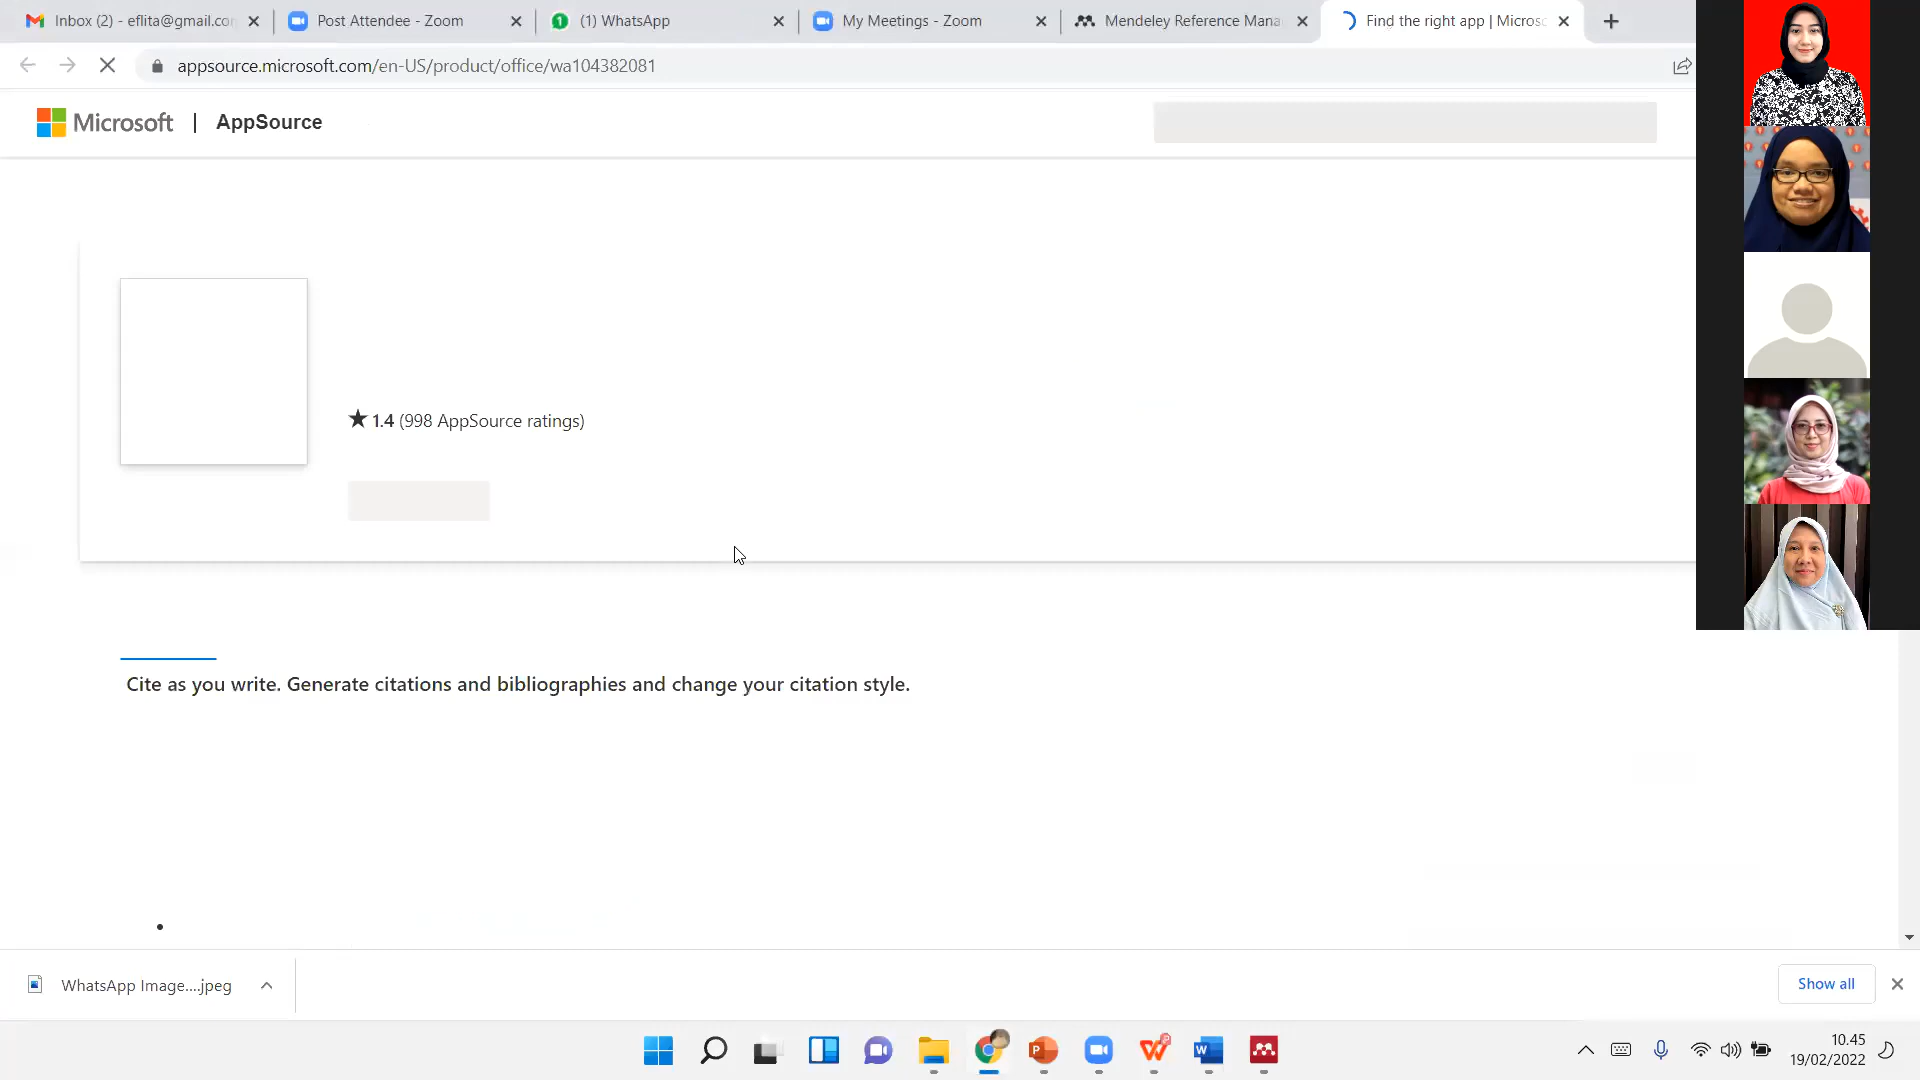 Inbox (2) - eflita@gmail.co
Post Attendee - Zoom
(1) WhatsApp
My Meetings - Zoom
Mendeley Reference Mana
Find the right app | Micros
appsource.microsoft.com/en-US/product/office/wa104382081
Microsoft | AppSource
★ 1.4 (998 AppSource ratings)
Cite as you write. Generate citations and bibliographies and change your citation style.
•
WhatsApp Image....jpeg
Show all
10.45
19/02/2022